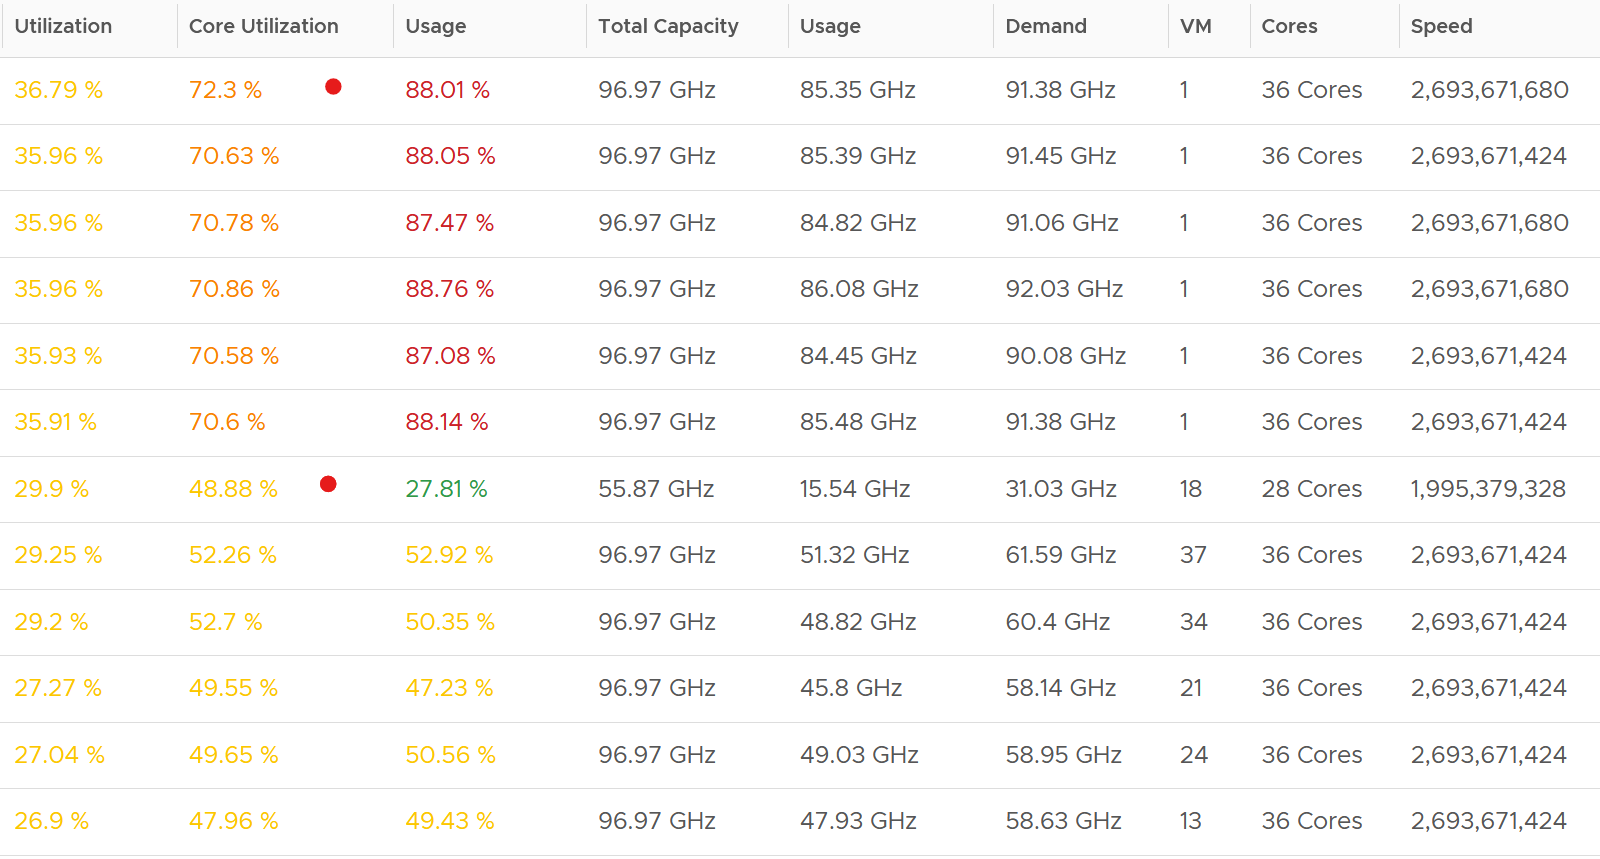 Utilization Core Utilization Usage Total Capacity Usage Demand VM Cores Speed
36.79 % 72.3 % 88.01 % 96.97 GHz 85.35 GHz 91.38 GHz 1 36 Cores 2,693,671,680
35.96 % 70.63 % 88.05 % 96.97 GHz 85.39 GHz 91.45 GHz 1 36 Cores 2,693,671,424
35.96 % 70.78 % 87.47 % 96.97 GHz 84.82 GHz 91.06 GHz 1 36 Cores 2,693,671,680
35.96 % 70.86 % 88.76 % 96.97 GHz 86.08 GHz 92.03 GHz 1 36 Cores 2,693,671,680
35.93 % 70.58 % 87.08 % 96.97 GHz 84.45 GHz 90.08 GHz 1 36 Cores 2,693,671,424
35.91 % 70.6 % 88.14 % 96.97 GHz 85.48 GHz 91.38 GHz 1 36 Cores 2,693,671,424
29.9 % 48.88 % 27.81 % 55.87 GHz 15.54 GHz 31.03 GHz 18 28 Cores 1,995,379,328
29.25 % 52.26 % 52.92 % 96.97 GHz 51.32 GHz 61.59 GHz 37 36 Cores 2,693,671,424
29.2 % 52.7 % 50.35 % 96.97 GHz 48.82 GHz 60.4 GHz 34 36 Cores 2,693,671,424
27.27 % 49.55 % 47.23 % 96.97 GHz 45.8 GHz 58.14 GHz 21 36 Cores 2,693,671,424
27.04 % 49.65 % 50.56 % 96.97 GHz 49.03 GHz 58.95 GHz 24 36 Cores 2,693,671,424
26.9 % 47.96 % 49.43 % 96.97 GHz 47.93 GHz 58.63 GHz 13 36 Cores 2,693,671,424